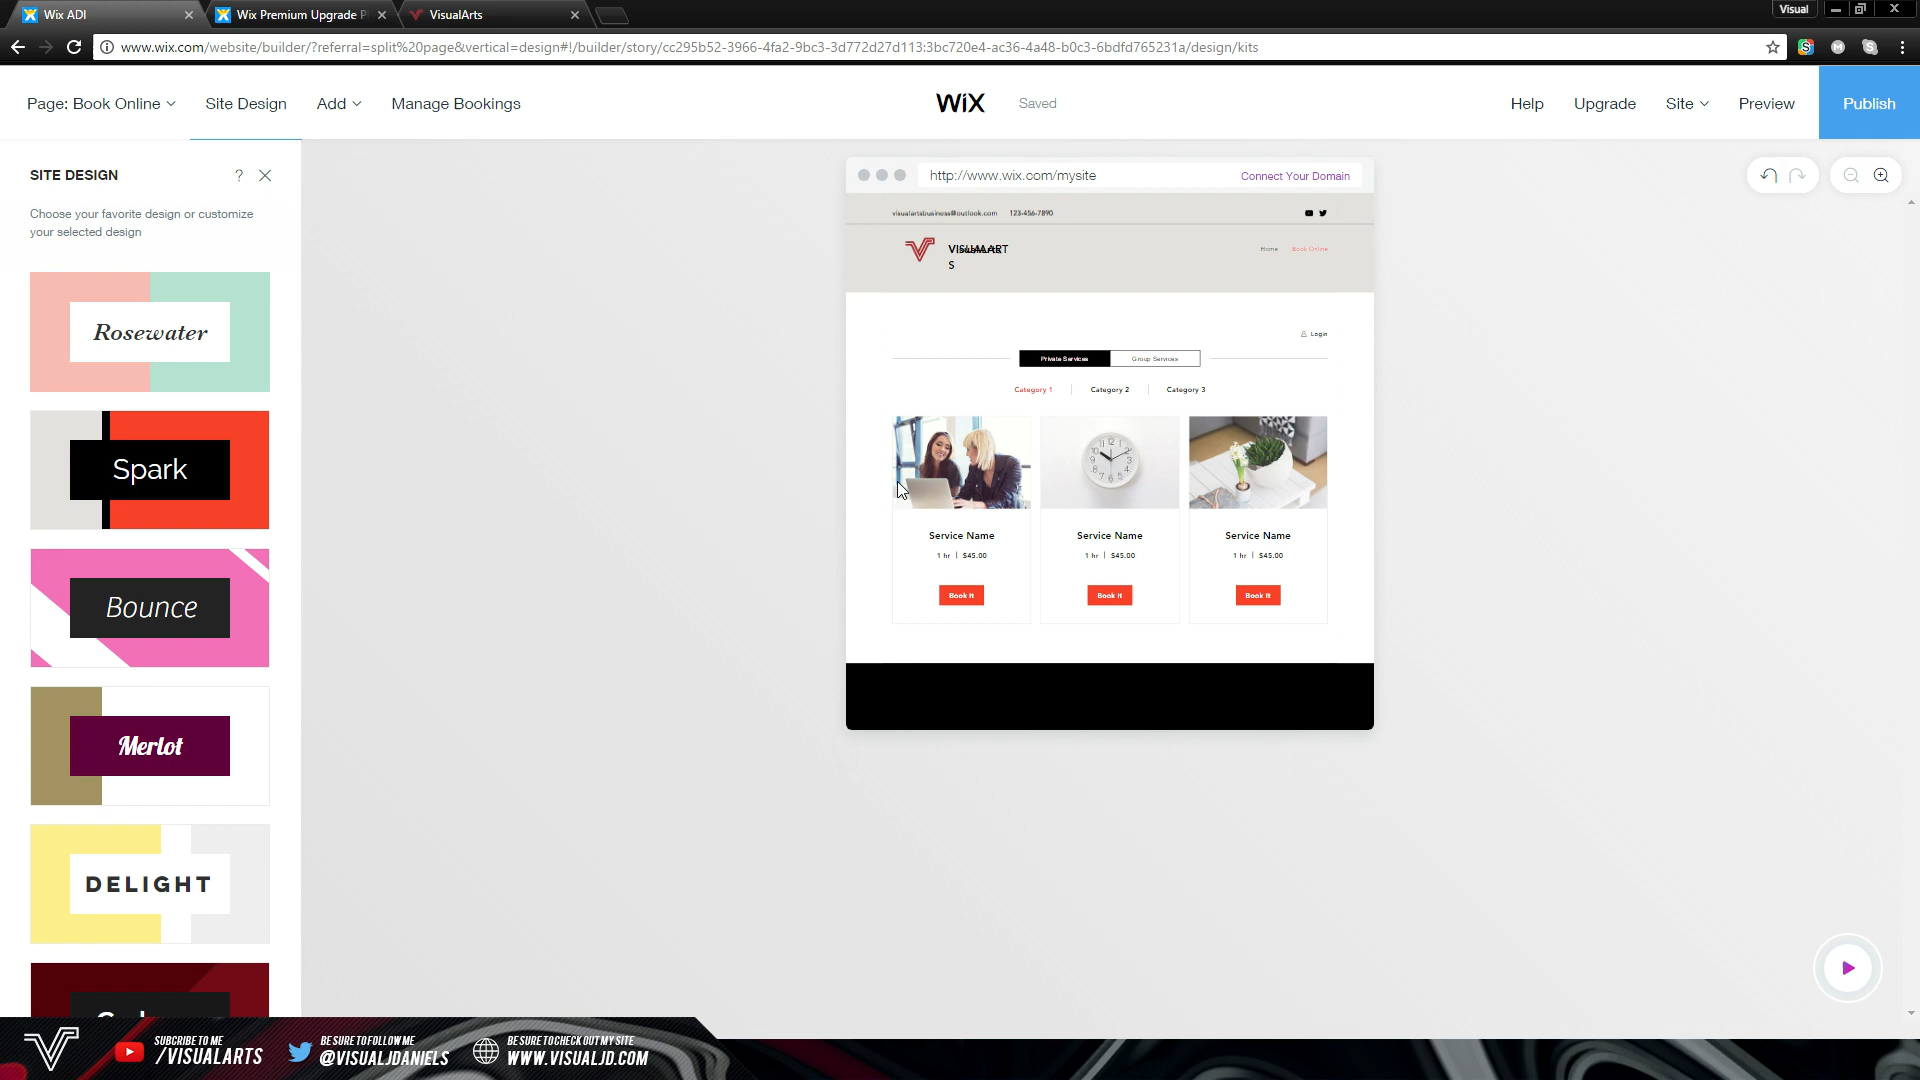 Wix ADI
Wix Premium Upgrade P
VisualArts
Visual
www.wix.com/website/builder/?referral=split%20page&vertical=design#!/builder/story/cc295b52-3966-4fa2-9bc3-3d772d27d113:3bc720e4-ac36-4a48-b0c3-6bdfd765231a/design/kits
Page: Book Online
Site Design
Add
Manage Bookings
WiX
Saved
Help
Upgrade
Site
Preview
Publish
SITE DESIGN
?
Choose your favorite design or customize
your selected design
Rosewater
Spark
Bounce
Merlot
DELIGHT
http://www.wix.com/mysite
Connect Your Domain
visualartsbusiness@outlook.com
123-456-7890
VISUALART
S
Home
Book Online
Login
Private Services
Group Services
Category 1
Category 2
Category 3
Service Name
Service Name
Service Name
1 hr | $45.00
1 hr | $45.00
1 hr | $45.00
Book It
Book It
Book It
SUBCRIBE TO ME
/VISUALARTS
BE SURE TO FOLLOW ME
@VISUALJDANIELS
BE SURE TO CHECK OUT MY SITE
WWW.VISUALJD.COM